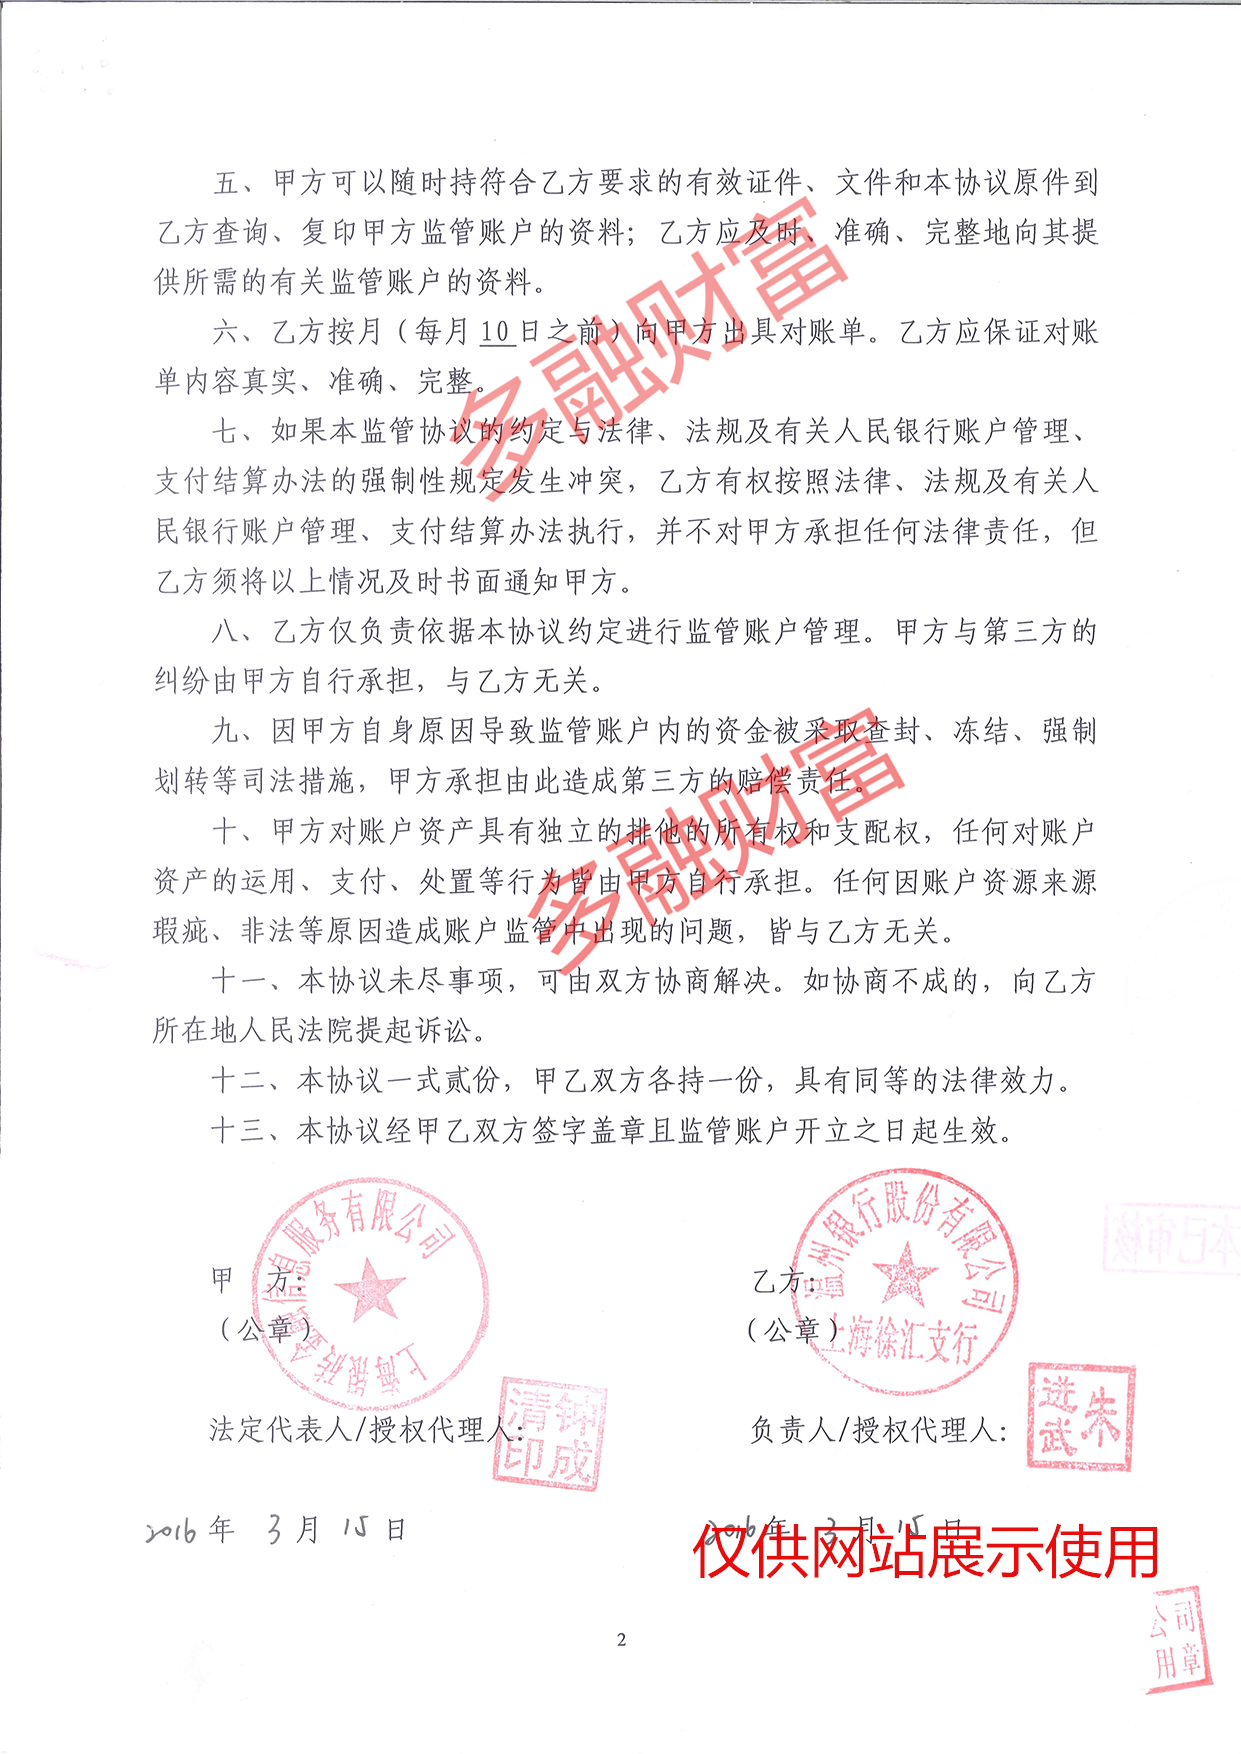 五、甲方可以随时持符合乙方要求的有效证件、文件和本协议原件到
乙方查询、复印甲方监管账户的资料；乙方应及时、准确、完整地向其提
供所需的有关监管账户的资料。
六、乙方按月（每月10日之前）向甲方出具对账单。乙方应保证对账
单内容真实、准确、完整。
七、如果本监管协议的约定与法律、法规及有关人民银行账户管理、
支付结算办法的强制性规定发生冲突，乙方有权按照法律、法规及有关人
民银行账户管理、支付结算办法执行，并不对甲方承担任何法律责任，但
乙方须将以上情况及时书面通知甲方。
八、乙方仅负责依据本协议约定进行监管账户管理。甲方与第三方的
纠纷由甲方自行承担，与乙方无关。
九、因甲方自身原因导致监管账户内的资金被采取查封、冻结、强制
划转等司法措施，甲方承担由此造成第三方的赔偿责任。
十、甲方对账户资产具有独立的排他的所有权和支配权，任何对账户
资产的运用、支付、处置等行为皆由甲方自行承担。任何因账户资源来源
瑕疵、非法等原因造成账户监管中出现的问题，皆与乙方无关。
十一、本协议未尽事项，可由双方协商解决。如协商不成的，向乙方
所在地人民法院提起诉讼。
十二、本协议一式贰份，甲乙双方各持一份，具有同等的法律效力。
十三、本协议经甲乙双方签字盖章且监管账户开立之日起生效。
多融财富
多融财富
甲 方：
（公章）
信息服务有限公司
乙方：
（公章）
温州银行股份有限公司
上海徐汇支行
本已审核
法定代表人/授权代理人：
钟成清印
负责人/授权代理人：
朱进武
2016年 3月 15日
2016年 3月 15日
仅供网站展示使用
公司
用章
2